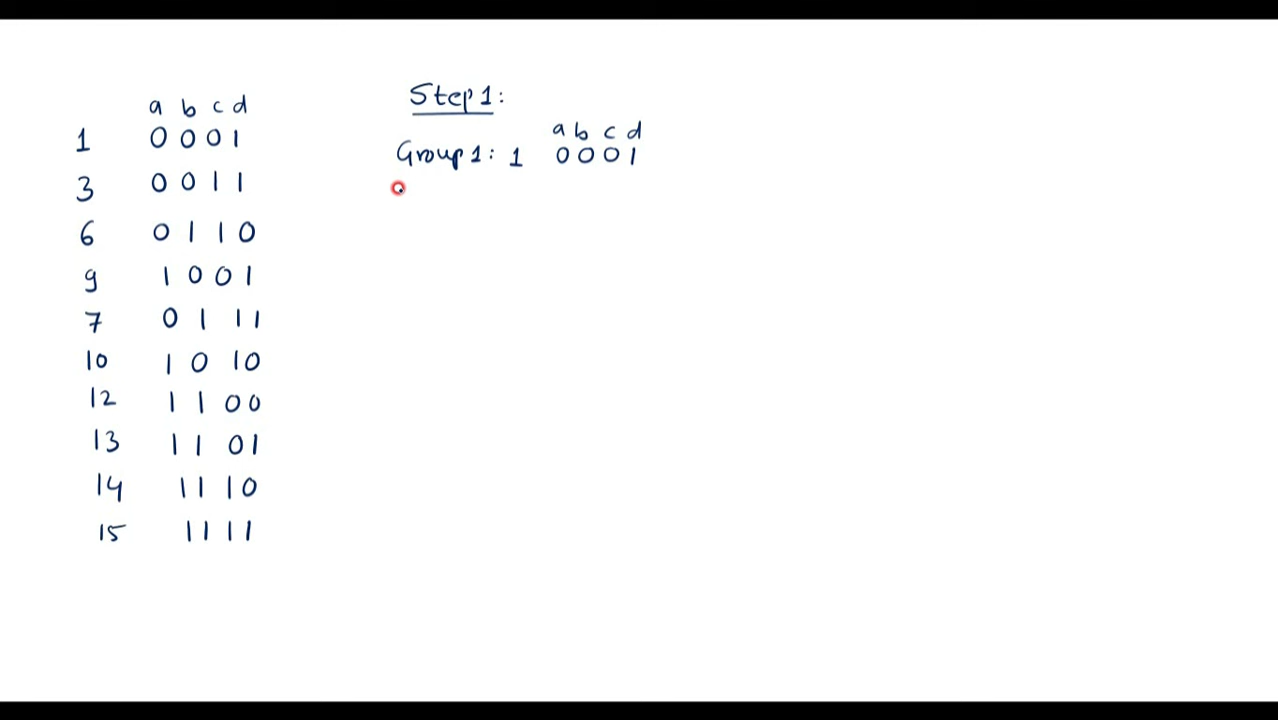 a b c d
1 0 0 0 1
3 0 0 1 1
6 0 1 1 0
9 1 0 0 1
7 0 1 1 1
10 1 0 1 0
12 1 1 0 0
13 1 1 0 1
14 1 1 1 0
15 1 1 1 1
Step 1:
a b c d
Group 1: 1 0 0 0 1